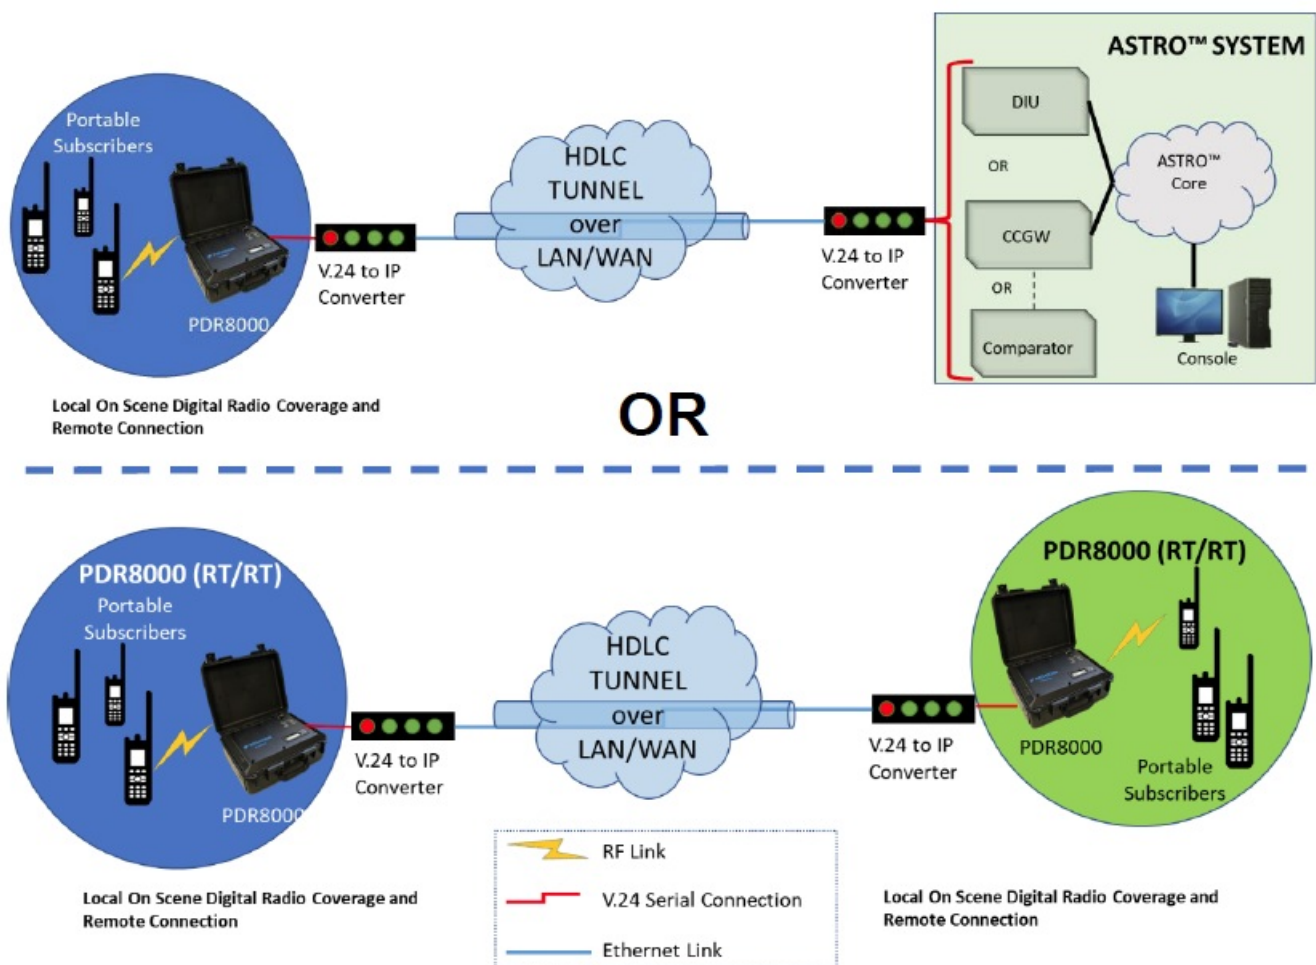 ASTRO™ SYSTEM
Portable
Subscribers
PDR8000
V.24 to IP
Converter
HDLC
TUNNEL
over
LAN/WAN
V.24 to IP
Converter
DIU
OR
CCGW
OR
Comparator
ASTRO™
Core
Console
Local On Scene Digital Radio Coverage and
Remote Connection
OR
PDR8000 (RT/RT)
Portable
Subscribers
PDR8000
V.24 to IP
Converter
HDLC
TUNNEL
over
LAN/WAN
V.24 to IP
Converter
PDR8000 (RT/RT)
PDR8000
Portable
Subscribers
Local On Scene Digital Radio Coverage and
Remote Connection
RF Link
V.24 Serial Connection
Ethernet Link
Local On Scene Digital Radio Coverage and
Remote Connection